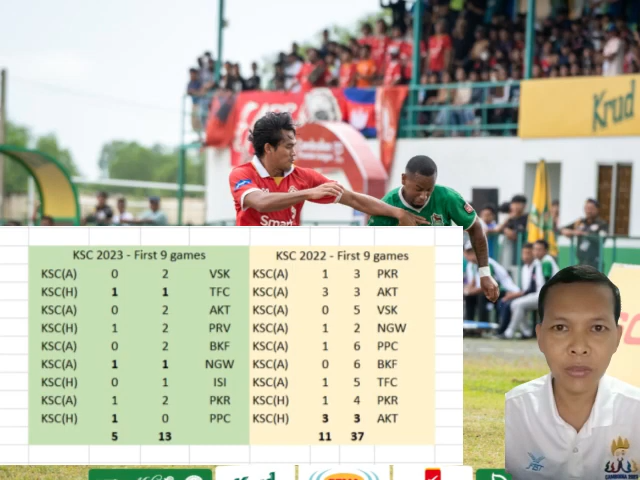 Krud
Smart
KSC 2023 - First 9 games
KSC(A) 0 2 VSK
KSC(H) 1 1 TFC
KSC(A) 0 2 AKT
KSC(H) 1 2 PRV
KSC(A) 0 2 BKF
KSC(A) 1 1 NGW
KSC(H) 0 1 ISI
KSC(A) 1 2 PKR
KSC(H) 1 0 PPC
5 13
KSC 2022 - First 9 games
KSC(A) 1 3 PKR
KSC(A) 3 3 AKT
KSC(A) 0 5 VSK
KSC(A) 1 2 NGW
KSC(A) 1 6 PPC
KSC(A) 0 6 BKF
KSC(H) 1 5 TFC
KSC(H) 1 4 PKR
KSC(H) 3 3 AKT
11 37
Krud